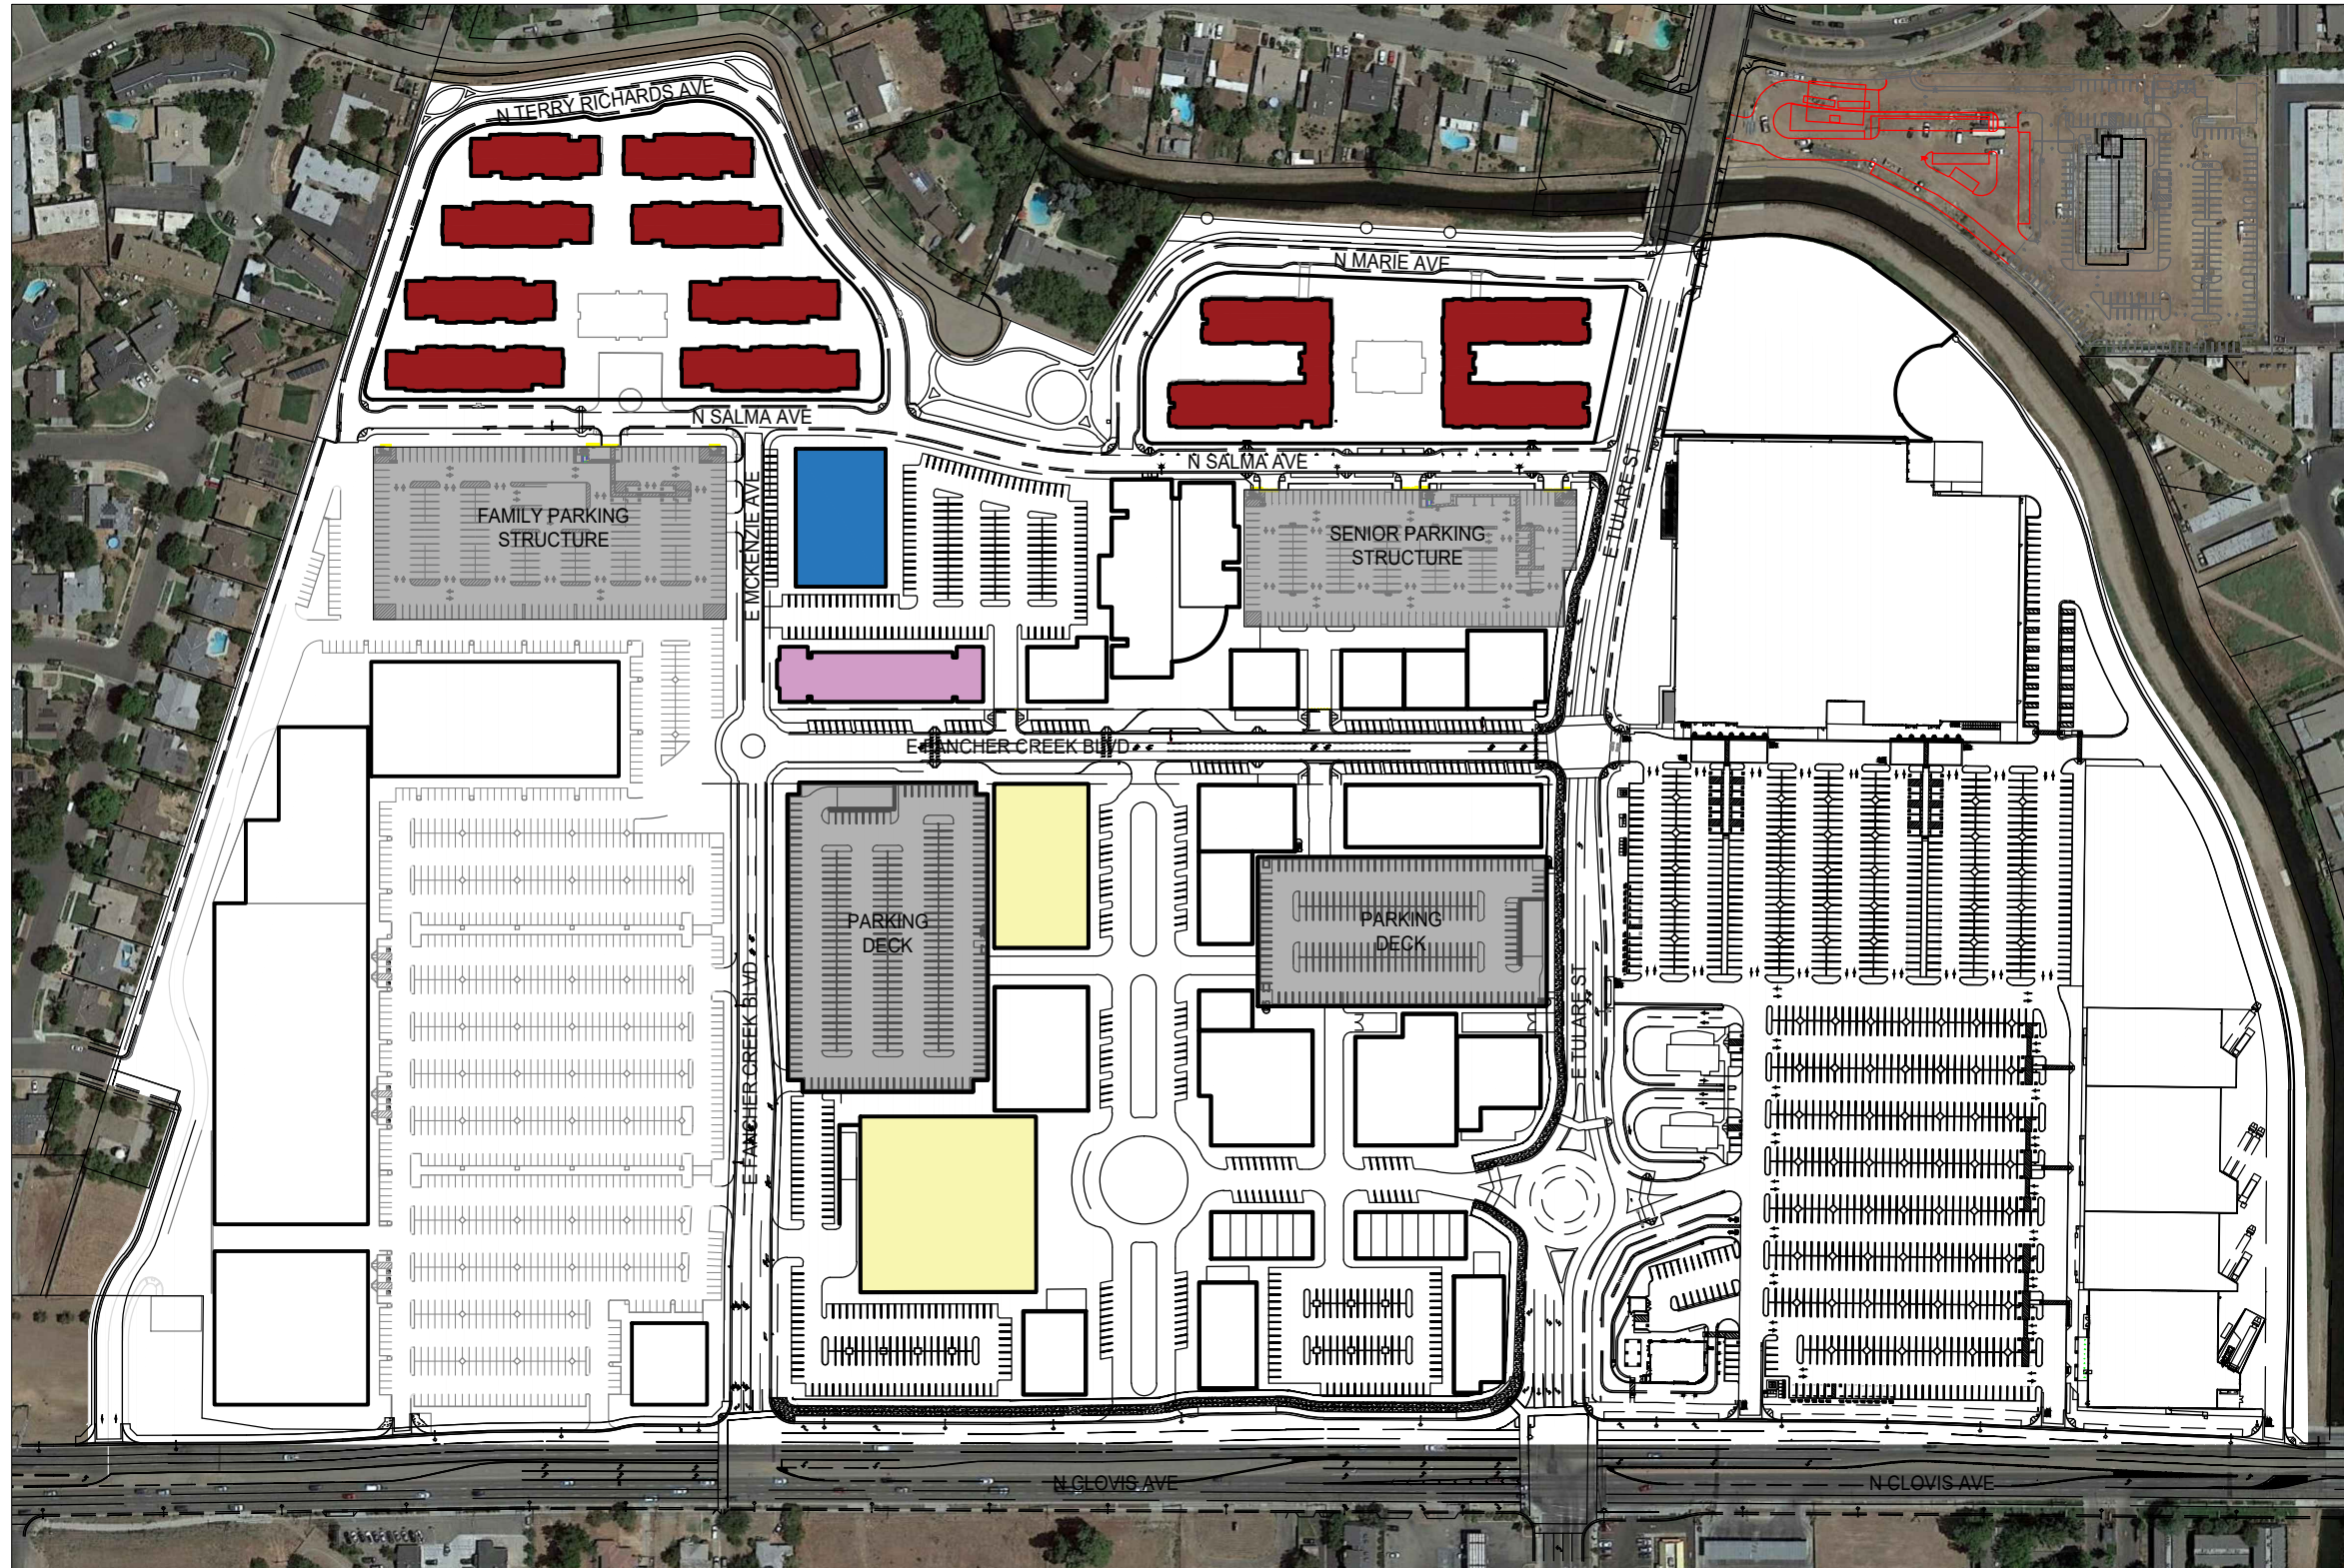 N TERRY RICHARDS AVE
N MARIE AVE
N SALMA AVE
N SALMA AVE
E MCKENZIE AVE
FAMILY PARKING
STRUCTURE
SENIOR PARKING
STRUCTURE
E TULARE ST
E FANCHER CREEK BLVD
PARKING
DECK
PARKING
DECK
E FANCHER CREEK BLVD
E TULARE ST
N CLOVIS AVE
N CLOVIS AVE